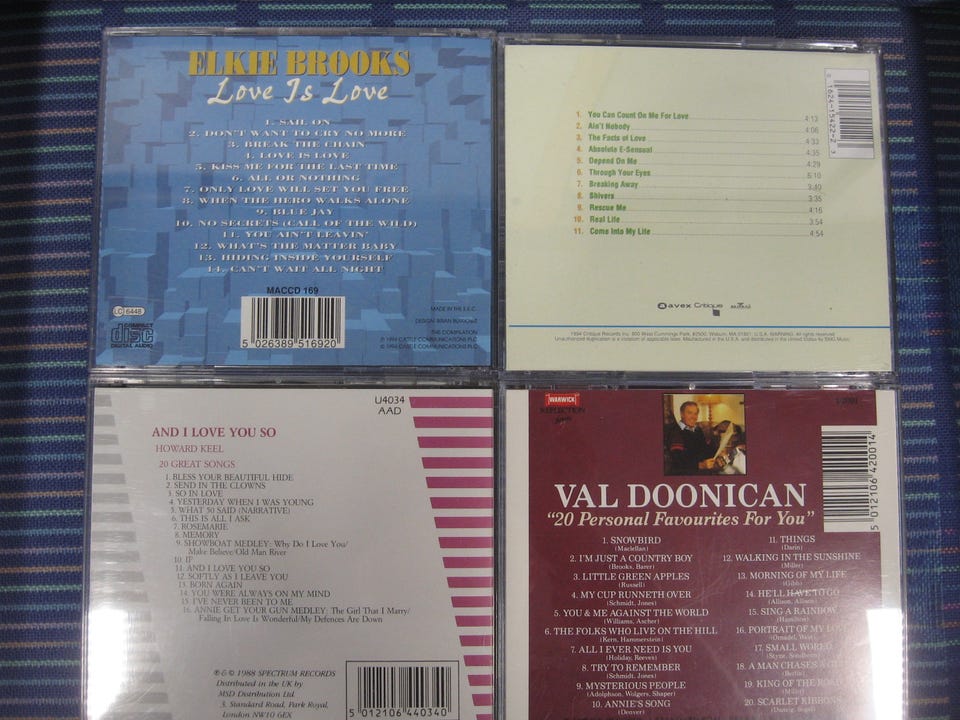 ELKIE BROOKS
Love Is Love
1. SAIL ON
2. DON'T WANT TO CRY NO MORE
3. BREAK THE CHAIN
4. LOVE IS LOVE
5. KISS ME FOR THE LAST TIME
6. ALL OR NOTHING
7. ONLY LOVE WILL SET YOU FREE
8. WHEN THE HERO WALKS ALONE
9. BLUE JAY
10. NO SECRETS (CALL OF THE WILD)
11. YOU AIN'T LEAVIN'
12. WHAT'S THE MATTER BABY
13. HIDING INSIDE YOURSELF
14. CAN'T WAIT ALL NIGHT
MACCD 169
LC 6448
COMPACT
disc
DIGITAL AUDIO
5 026389 516920
MADE IN THE E.E.C.
THE COMPILATION
1. You Can Count On Me For Love 4:13
2. Ain't Nobody 4:06
3. The Facts of Love 4:33
4. Absolute E-Sensual 4:35
5. Depend On Me 4:29
6. Through Your Eyes 5:10
7. Breaking Away 3:40
8. Shivers 3:35
9. Rescue Me 4:16
10. Real Life 3:54
11. Come Into My Life 4:54
0 1624-15422-2 3
avex Critique
U4034
AAD
AND I LOVE YOU SO
HOWARD KEEL
20 GREAT SONGS
1. BLESS YOUR BEAUTIFUL HIDE
2. SEND IN THE CLOWNS
3. SO IN LOVE
4. YESTERDAY WHEN I WAS YOUNG
5. WHAT 50 SAID (NARRATIVE)
6. THIS IS ALL I ASK
7. ROSEMARIE
8. MEMORY
9. SHOWBOAT MEDLEY: Why Do I Love You/
Make Believe/Old Man River
10. IF
11. AND I LOVE YOU SO
12. SOFTLY AS I LEAVE YOU
13. BORN AGAIN
14. YOU WERE ALWAYS ON MY MIND
15. I'VE NEVER BEEN TO ME
16. ANNIE GET YOUR GUN MEDLEY: The Girl That I Marry/
Falling In Love Is Wonderful/My Defences Are Down
℗ & © 1988 SPECTRUM RECORDS
Distributed in the UK by
MSD Distribution Ltd.
3, Standard Road, Park Royal,
London NW10 6EX
5 012106 440340
WARWICK
REFLECTION
VAL DOONICAN
"20 Personal Favourites For You"
1. SNOWBIRD
(Maclellan)
2. I'M JUST A COUNTRY BOY
(Brooks, Barer)
3. LITTLE GREEN APPLES
(Russell)
4. MY CUP RUNNETH OVER
(Schmidt, Jones)
5. YOU & ME AGAINST THE WORLD
(Williams, Ascher)
6. THE FOLKS WHO LIVE ON THE HILL
(Kern, Hammerstein)
7. ALL I EVER NEED IS YOU
(Holiday, Reeves)
8. TRY TO REMEMBER
(Schmidt, Jones)
9. MYSTERIOUS PEOPLE
(Adolphson, Wolgers, Shaper)
10. ANNIE'S SONG
(Denver)
11. THINGS
(Darin)
12. WALKING IN THE SUNSHINE
(Miller)
13. MORNING OF MY LIFE
(Gibb)
14. HE'LL HAVE TO GO
(Allison, Allison)
15. SING A RAINBOW
(Hamilton)
16. PORTRAIT OF MY
17. SMALL WORLD
(Styne, Sondheim)
18. A MAN CHASES A
(Berlin)
19. KING OF THE ROAD
(Miller)
20. SCARLET RIBBONS
(Danzig, Segal)
5 012106 420014